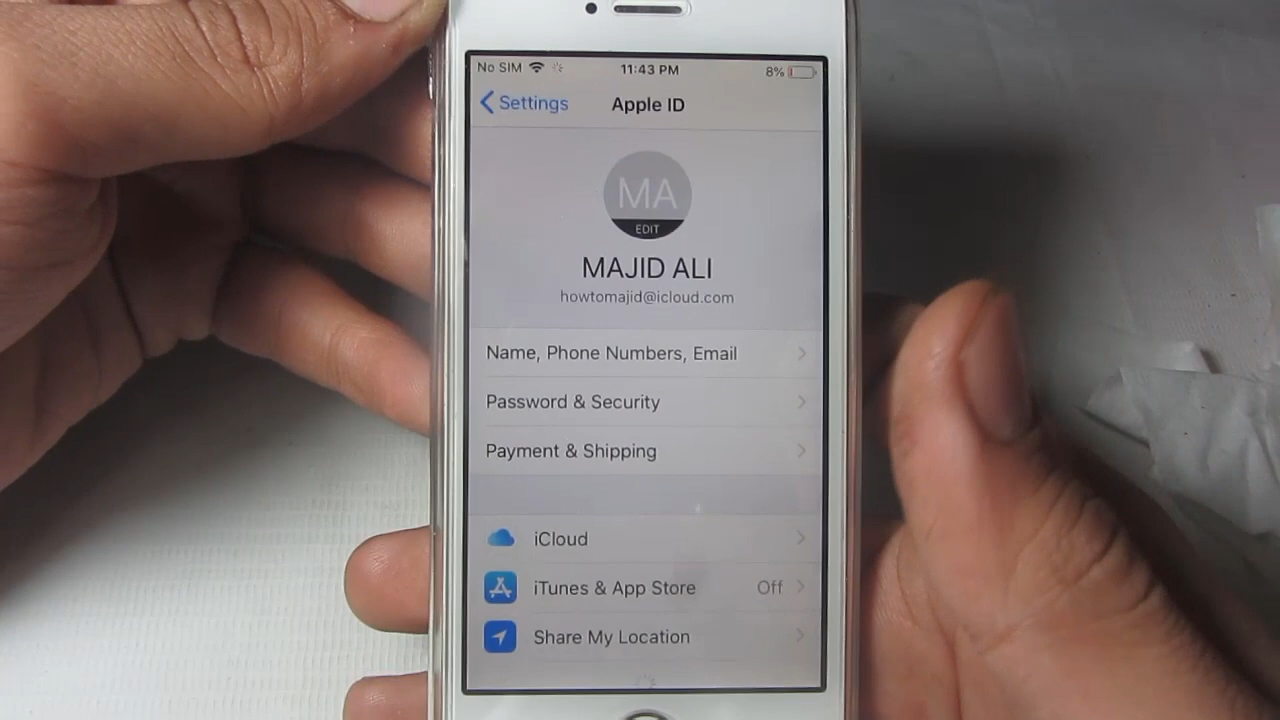 No SIM 11:43 PM 8%
Settings Apple ID
MA
EDIT
MAJID ALI
howtomajid@icloud.com
Name, Phone Numbers, Email
Password & Security
Payment & Shipping
iCloud
iTunes & App Store Off
Share My Location